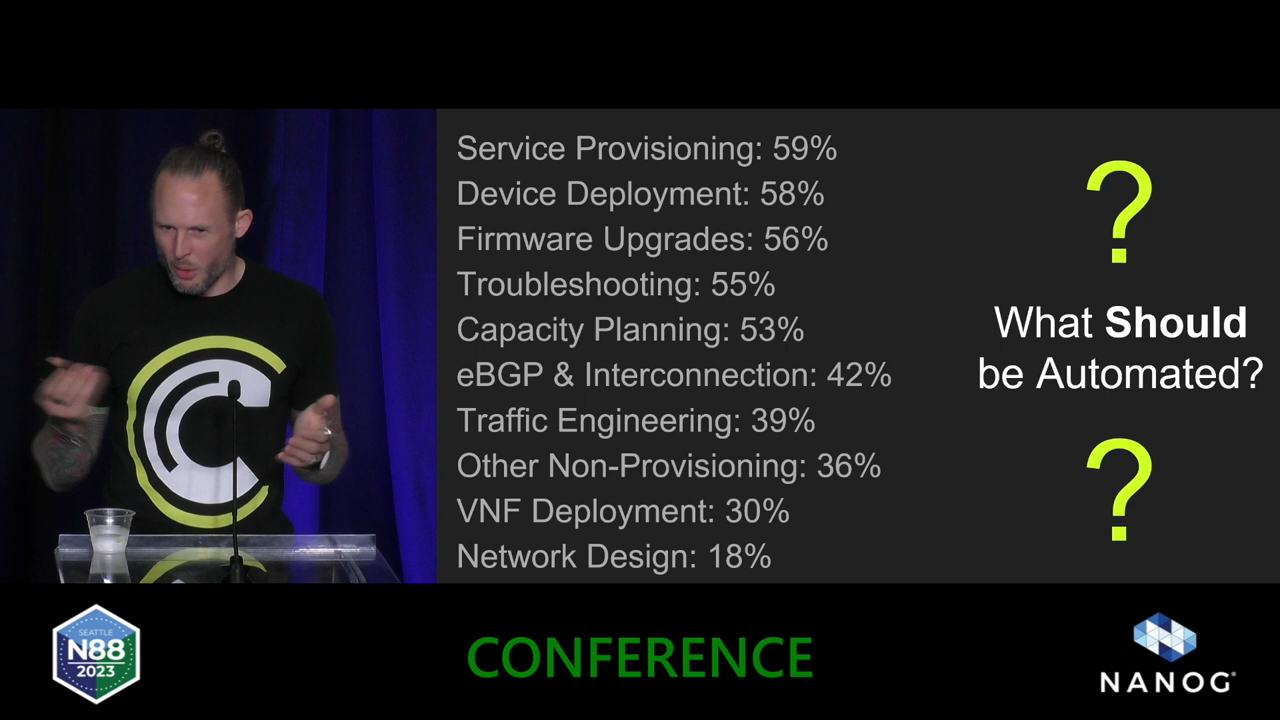 Service Provisioning: 59%
Device Deployment: 58%
Firmware Upgrades: 56%
Troubleshooting: 55%
Capacity Planning: 53%
eBGP & Interconnection: 42%
Traffic Engineering: 39%
Other Non-Provisioning: 36%
VNF Deployment: 30%
Network Design: 18%
?
What Should
be Automated?
?
SEATTLE
N88
2023
CONFERENCE
NANOG®